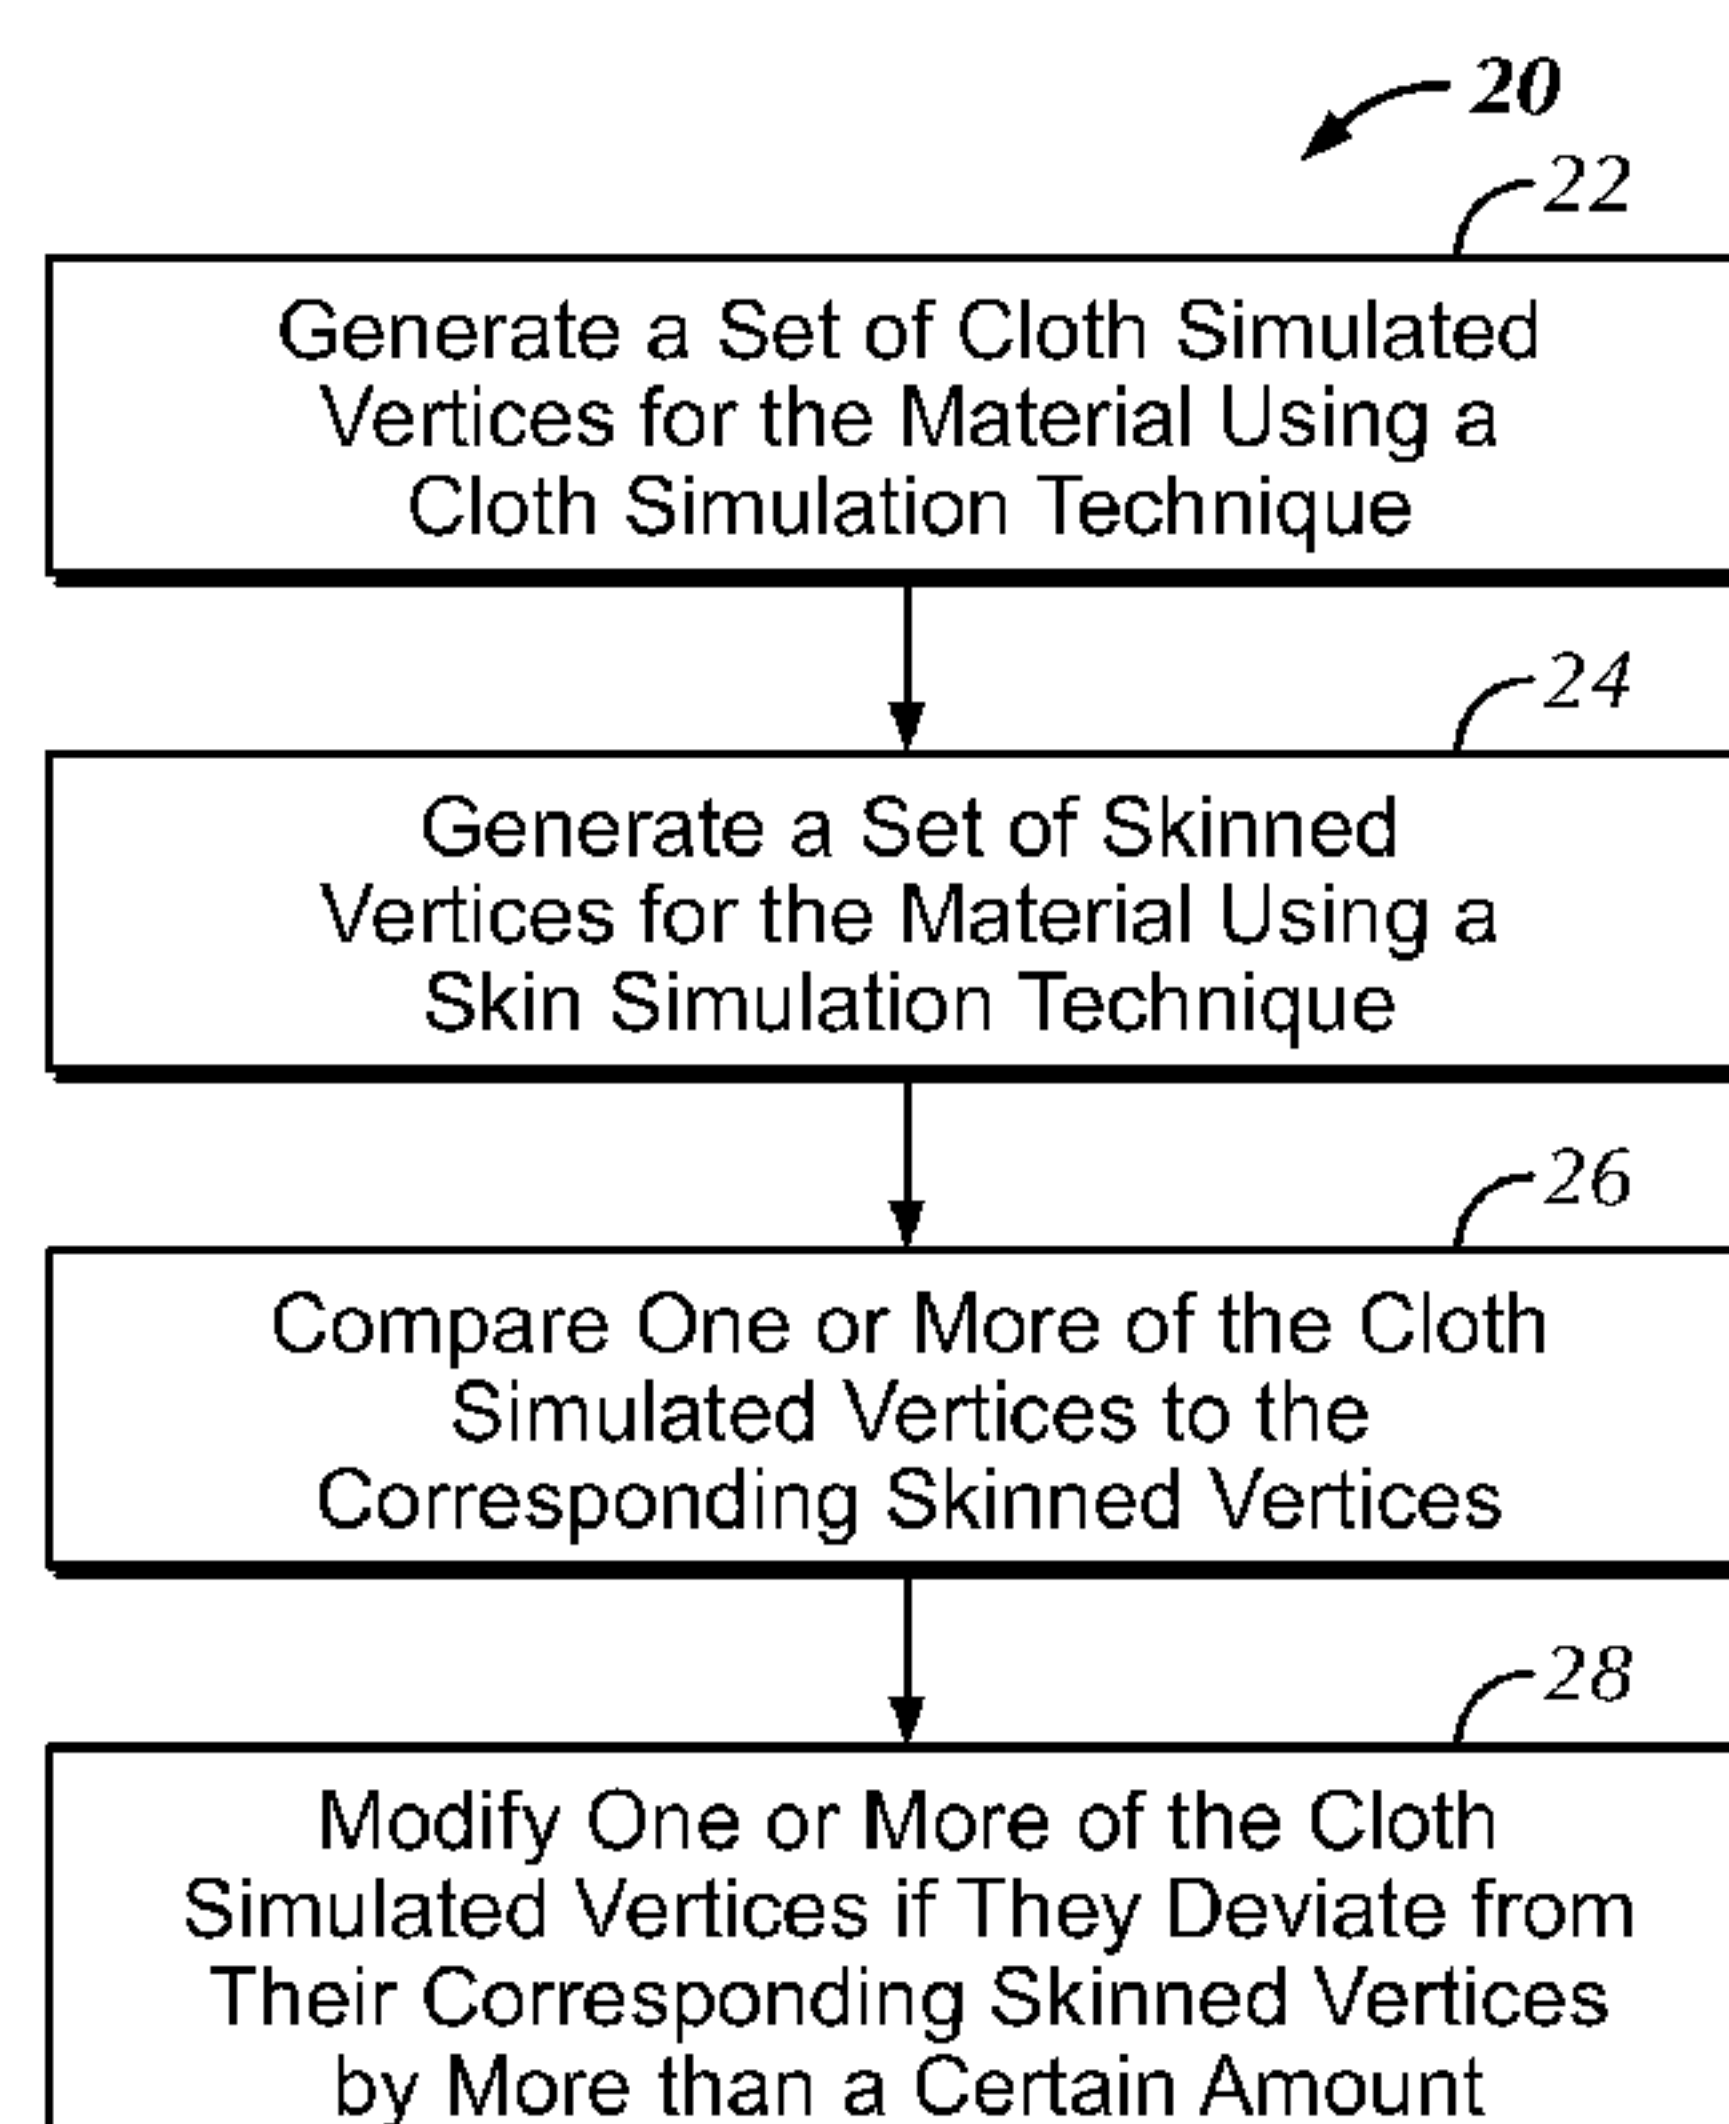 20
22
Generate a Set of Cloth Simulated
Vertices for the Material Using a
Cloth Simulation Technique
24
Generate a Set of Skinned
Vertices for the Material Using a
Skin Simulation Technique
26
Compare One or More of the Cloth
Simulated Vertices to the
Corresponding Skinned Vertices
28
Modify One or More of the Cloth
Simulated Vertices if They Deviate from
Their Corresponding Skinned Vertices
by More than a Certain Amount